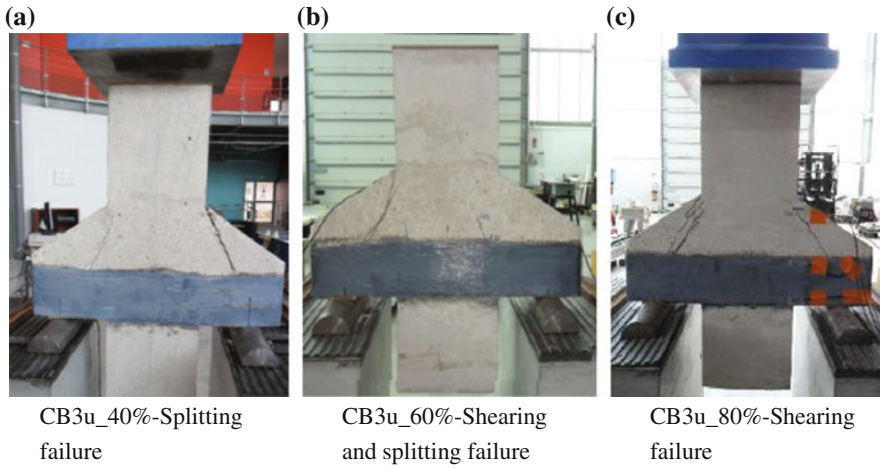 (a)
(b)
(c)
CB3u_40%-Splitting
failure
CB3u_60%-Shearing
and splitting failure
CB3u_80%-Shearing
failure